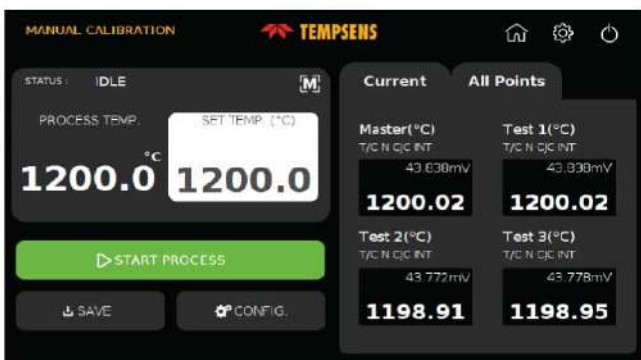 MANUAL CALIBRATION
TEMPSENS
STATUS : IDLE
[M]
PROCESS TEMP.
°C
1200.0
SET TEMP. (°C)
1200.0
START PROCESS
SAVE
CONFIG.
Current
All Points
Master(°C)
T/C N CJC INT
43.838mV
1200.02
Test 1(°C)
T/C N CJC INT
43.838mV
1200.02
Test 2(°C)
T/C N CJC INT
43.772mV
1198.91
Test 3(°C)
T/C N CJC INT
43.778mV
1198.95